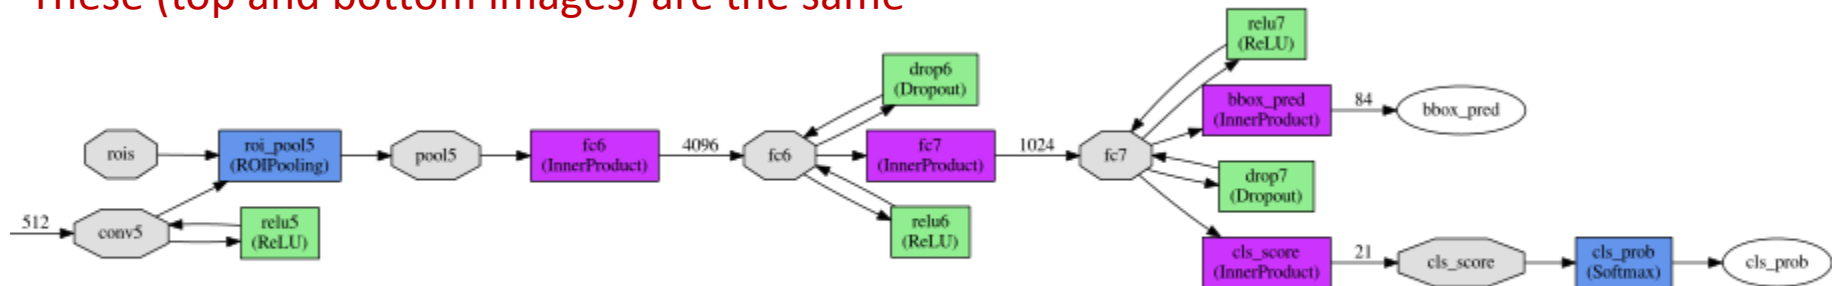 These (top and bottom images) are the same
relu7
(ReLU)
drop6
(Dropout)
bbox_pred
(InnerProduct)
84
bbox_pred
rois
roi_pool5
(ROIPooling)
pool5
fc6
(InnerProduct)
4096
fc6
fc7
(InnerProduct)
1024
fc7
drop7
(Dropout)
512
conv5
relu5
(ReLU)
relu6
(ReLU)
cls_score
(InnerProduct)
21
cls_score
cls_prob
(Softmax)
cls_prob